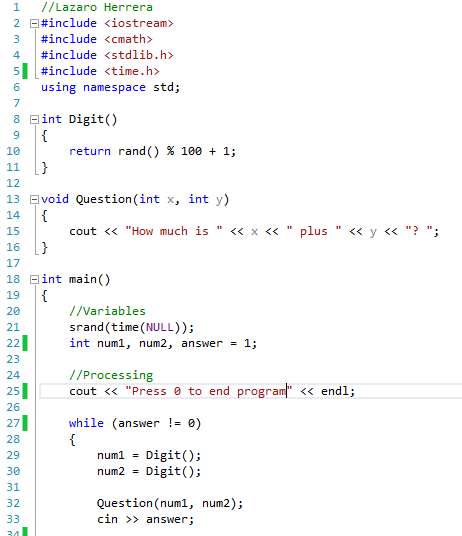 1 //Lazaro Herrera
2 #include <iostream>
3 #include <cmath>
4 #include <stdlib.h>
5 #include <time.h>
6 using namespace std;
7
8 int Digit()
9 {
10 return rand() % 100 + 1;
11 }
12
13 void Question(int x, int y)
14 {
15 cout << "How much is " << x << " plus " << y << "? ";
16 }
17
18 int main()
19 {
20 //Variables
21 srand(time(NULL));
22 int num1, num2, answer = 1;
23
24 //Processing
25 cout << "Press 0 to end program" << endl;
26
27 while (answer != 0)
28 {
29 num1 = Digit();
30 num2 = Digit();
31
32 Question(num1, num2);
33 cin >> answer;
34